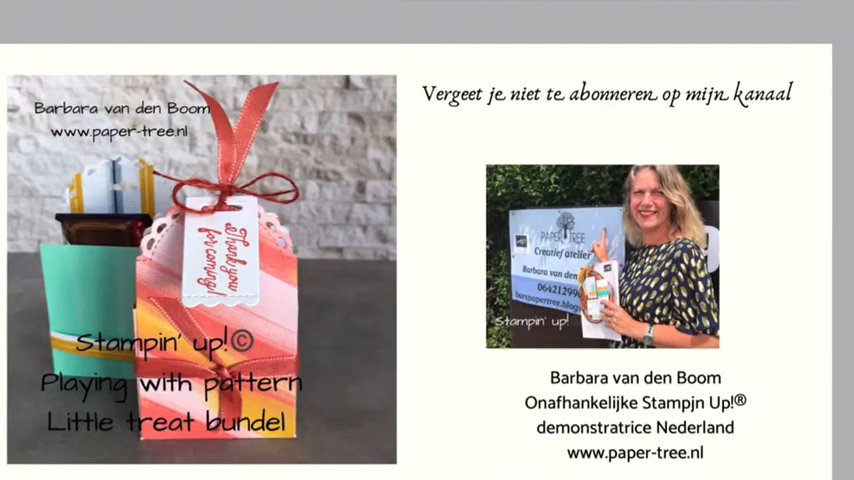 Barbara van den Boom
www.paper-tree.nl
Thank you
for coming!
Stampin' up!©
Playing with pattern
Little treat bundel
Vergeet je niet te abonneren op mijn kanaal
PAPER TREE
Creatief atelier
Barbara van den
Stampin' up!
Barbara van den Boom
Onafhankelijke Stampjn Up!®
demonstratrice Nederland
www.paper-tree.nl